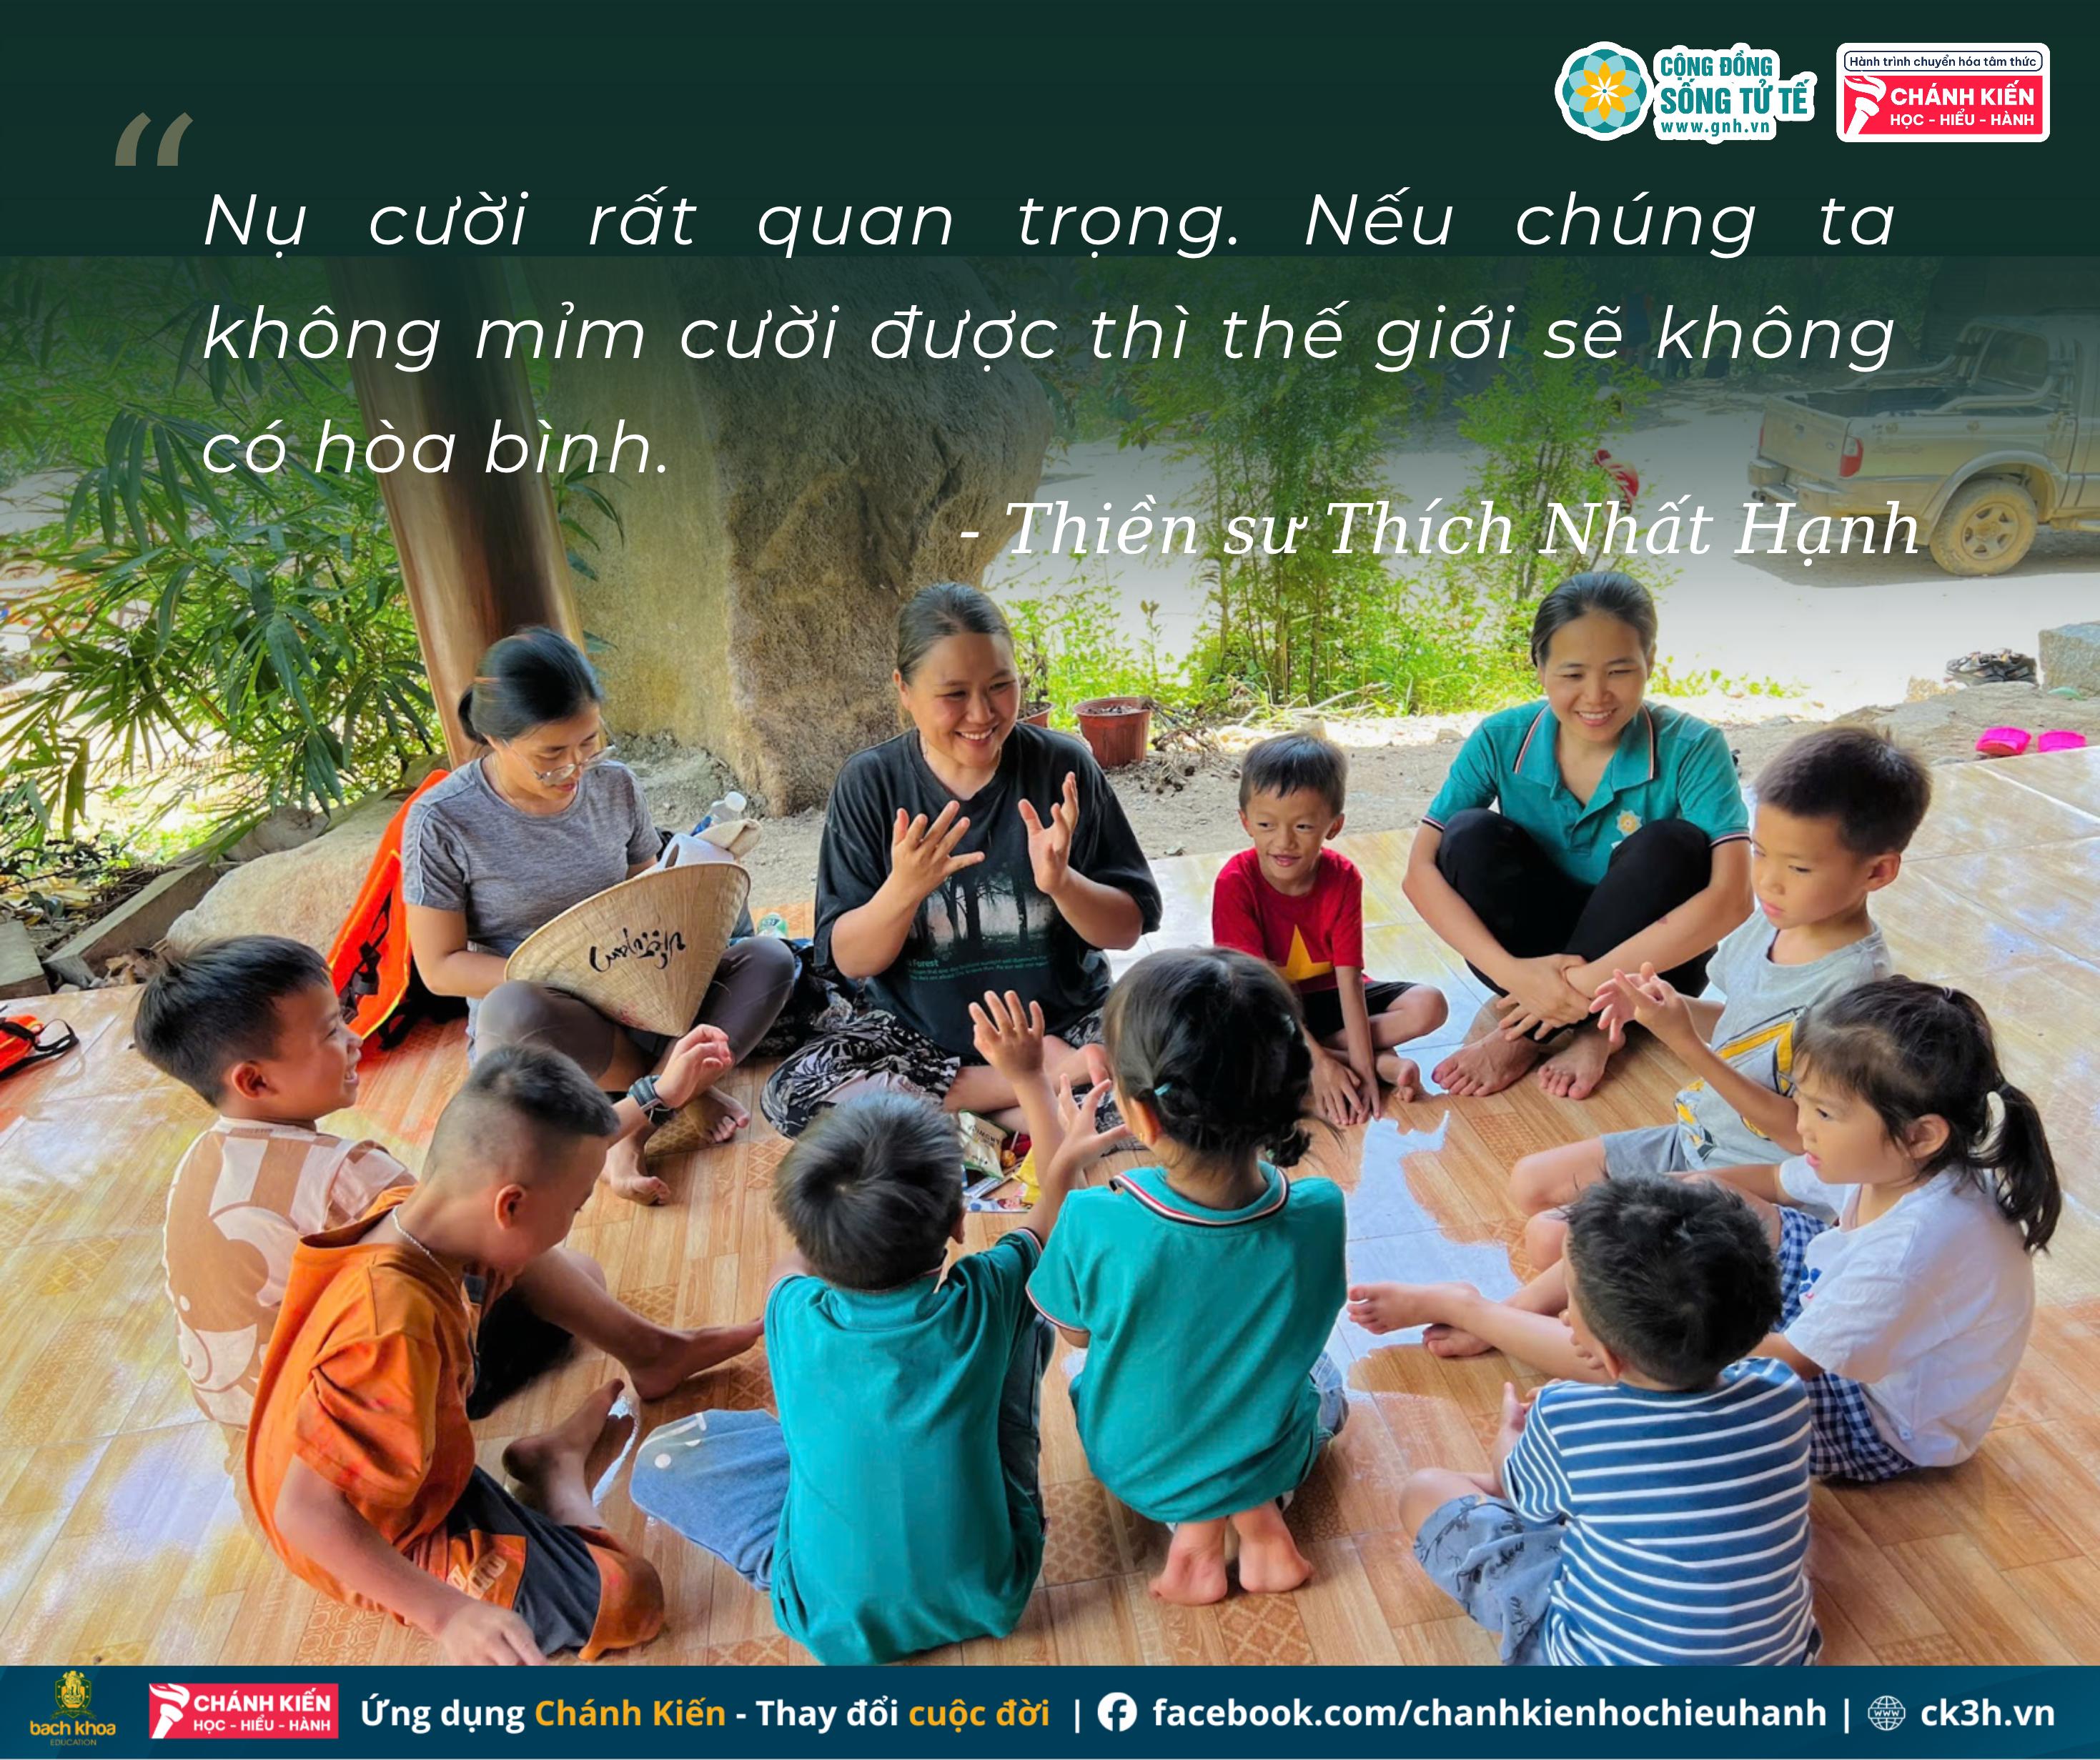 CỘNG ĐỒNG
SỐNG TỬ TẾ
www.gnh.vn
Hành trình chuyển hóa tâm thức
CHÁNH KIẾN
HỌC - HIỂU - HÀNH
“
Nụ cười rất quan trọng. Nếu chúng ta
không mỉm cười được thì thế giới sẽ không
có hòa bình.
- Thiền sư Thích Nhất Hạnh
Forest
bach khoa
EDUCATION
CHÁNH KIẾN
HỌC - HIỂU - HÀNH
Ứng dụng Chánh Kiến - Thay đổi cuộc đời | facebook.com/chanhkienhochieuhanh | www ck3h.vn